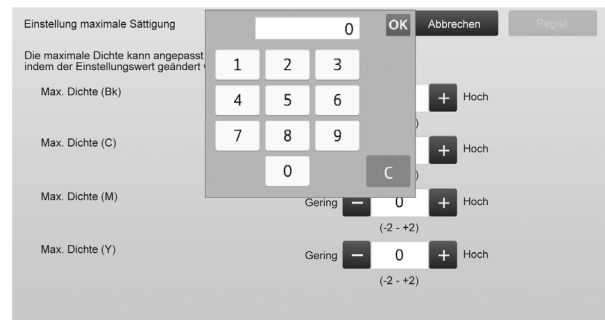 Einstellung maximale Sättigung
0 OK Abbrechen Regist
Die maximale Dichte kann angepasst
indem der Einstellungswert geändert
1 2 3
Max. Dichte (Bk) + Hoch
4 5 6
)
7 8 9
Max. Dichte (C) + Hoch
0 C
)
Max. Dichte (M) Gering − 0 + Hoch
(-2 - +2)
Max. Dichte (Y) Gering − 0 + Hoch
(-2 - +2)